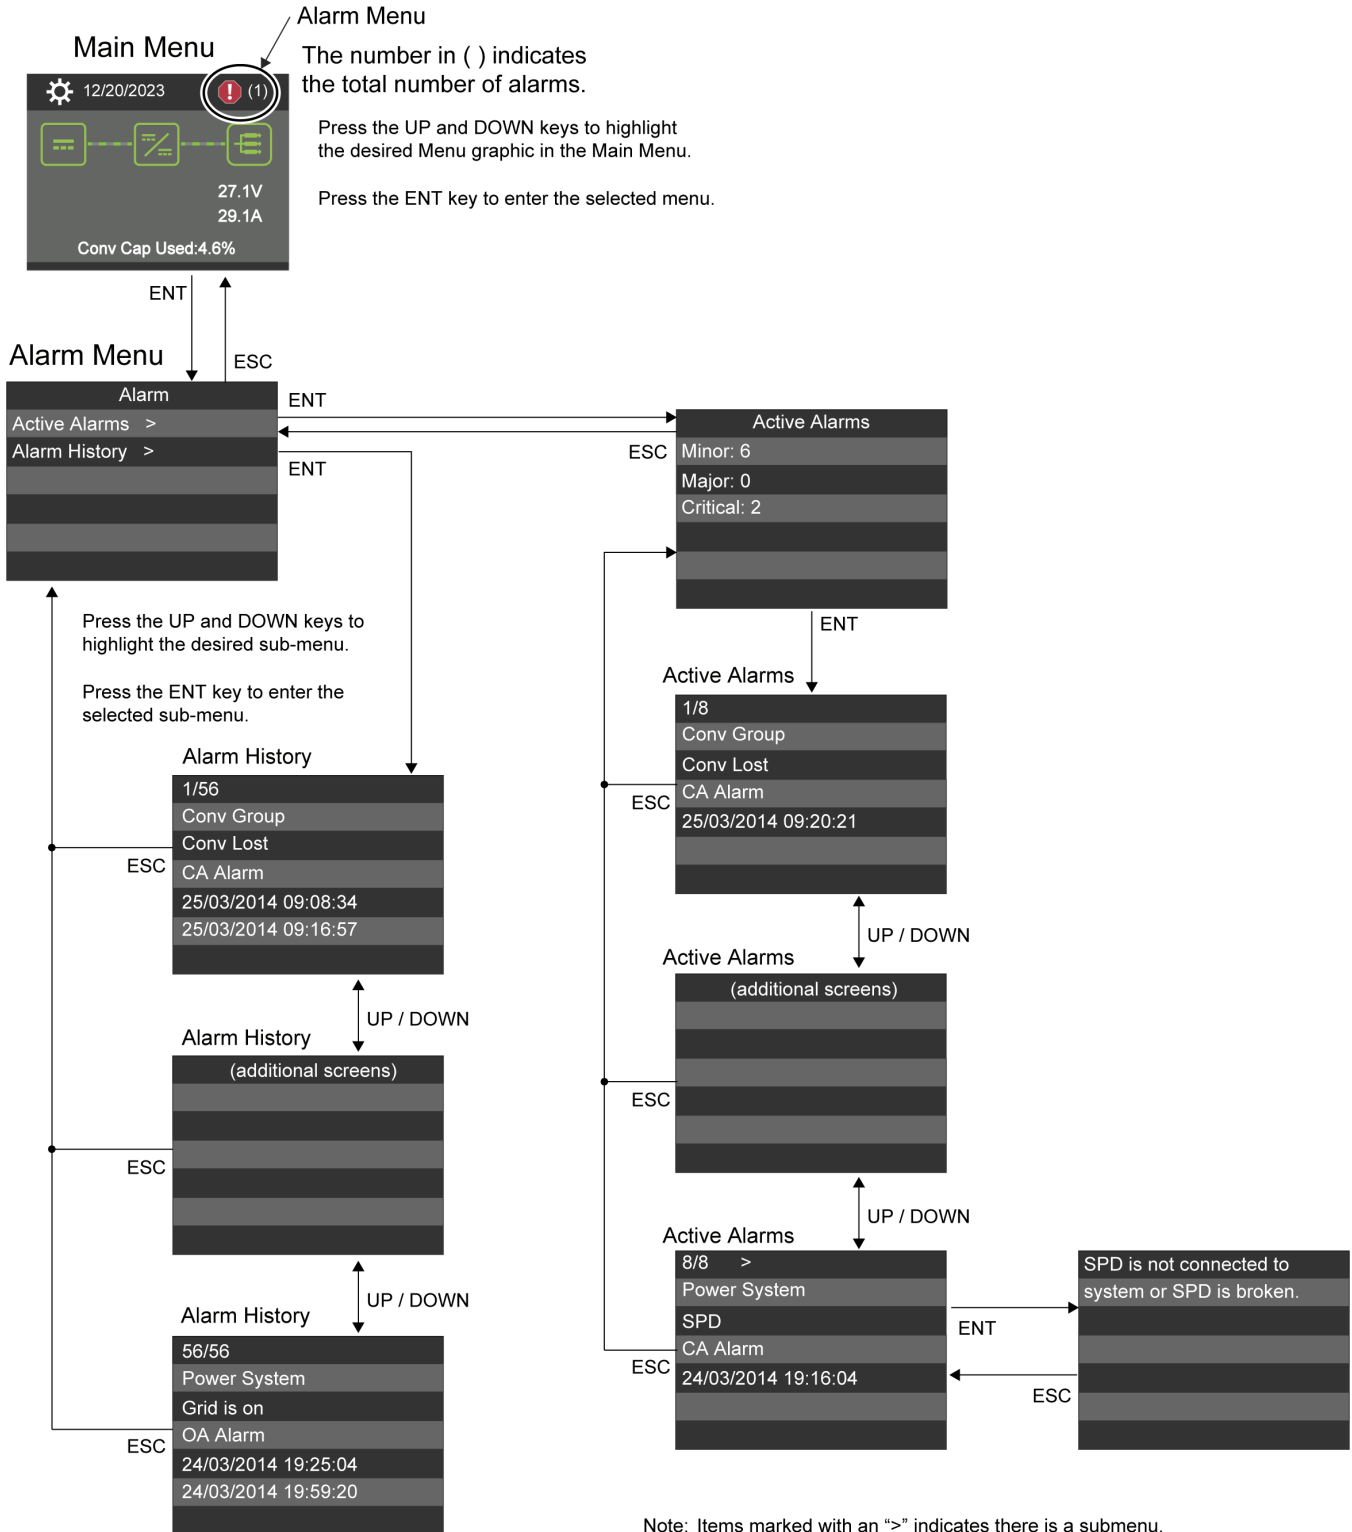 Alarm Menu
Main Menu
The number in ( ) indicates
the total number of alarms.
12/20/2023
! (1)
Press the UP and DOWN keys to highlight
the desired Menu graphic in the Main Menu.
27.1V
Press the ENT key to enter the selected menu.
29.1A
Conv Cap Used:4.6%
ENT
ESC
Alarm Menu
Alarm
Active Alarms >
Alarm History >
ENT
ESC
ENT
Active Alarms
Minor: 6
Major: 0
Critical: 2
Press the UP and DOWN keys to
highlight the desired sub-menu.
Press the ENT key to enter the
selected sub-menu.
ENT
Active Alarms
1/8
Conv Group
Conv Lost
CA Alarm
25/03/2014 09:20:21
ESC
Alarm History
1/56
Conv Group
Conv Lost
CA Alarm
25/03/2014 09:08:34
25/03/2014 09:16:57
ESC
UP / DOWN
Active Alarms
(additional screens)
ESC
UP / DOWN
Alarm History
(additional screens)
ESC
UP / DOWN
Active Alarms
8/8 >
Power System
SPD
CA Alarm
24/03/2014 19:16:04
ESC
ENT
ESC
SPD is not connected to
system or SPD is broken.
UP / DOWN
Alarm History
56/56
Power System
Grid is on
OA Alarm
24/03/2014 19:25:04
24/03/2014 19:59:20
ESC
Note: Items marked with an “>” indicates there is a submenu.